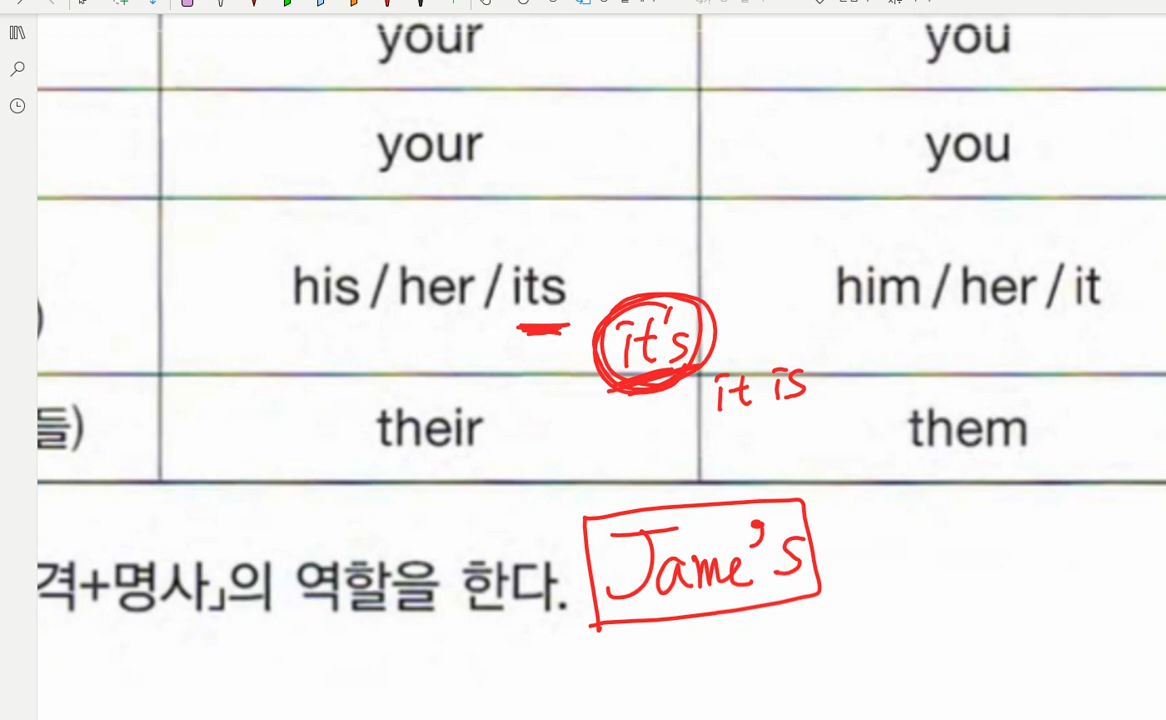 your you
your you
his / her / its him / her / it
it's
it is
들) their them
격+명사」의 역할을 한다.
Jame's